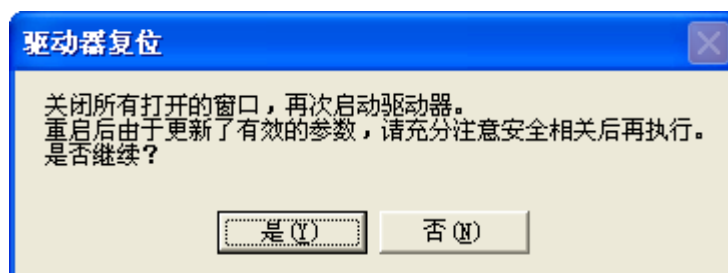 驱动器复位
关闭所有打开的窗口，再次启动驱动器。
重启后由于更新了有效的参数，请充分注意安全相关后再执行。
是否继续？
是(Y)
否(N)